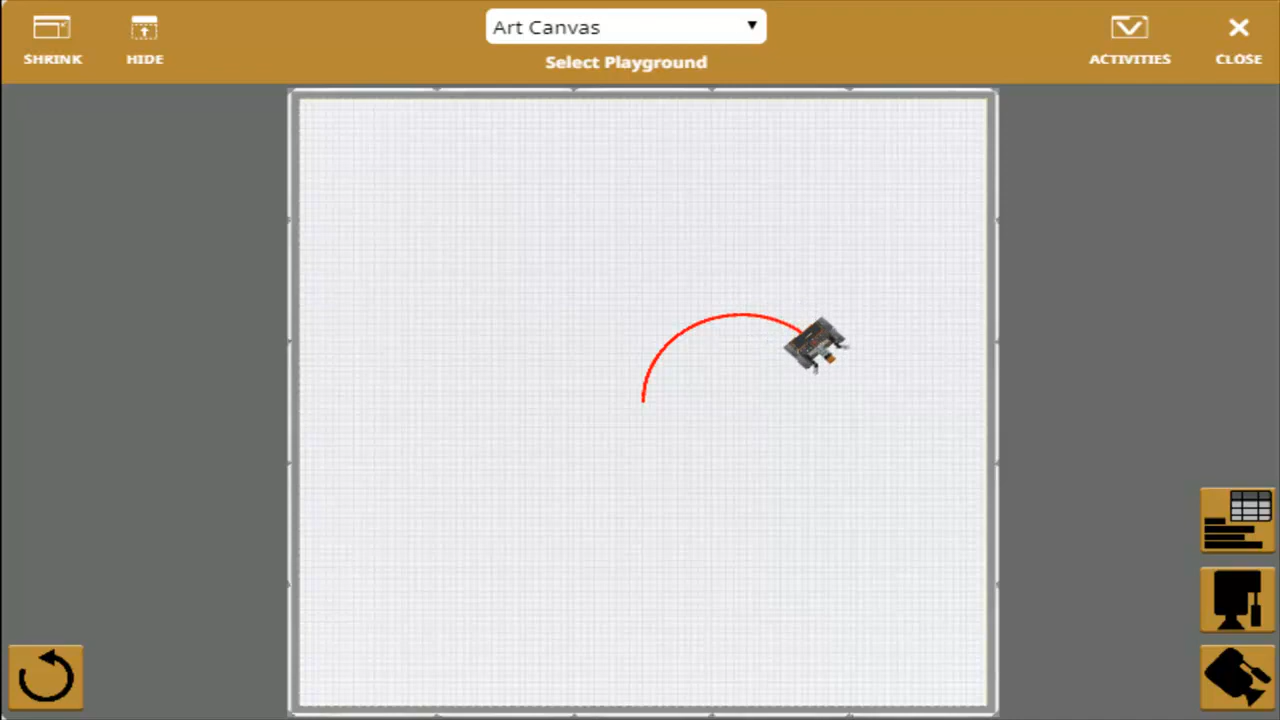 Art Canvas
SHRINK
HIDE
Select Playground
ACTIVITIES
CLOSE